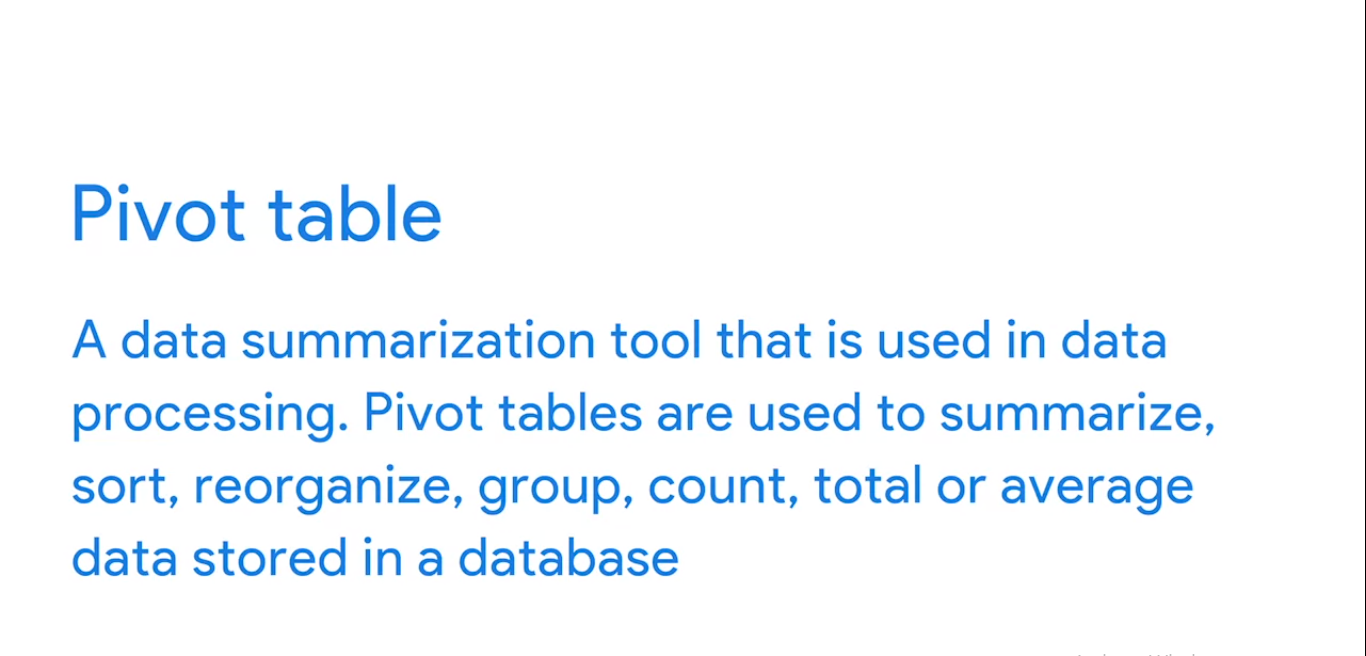 Pivot table
A data summarization tool that is used in data
processing. Pivot tables are used to summarize,
sort, reorganize, group, count, total or average
data stored in a database